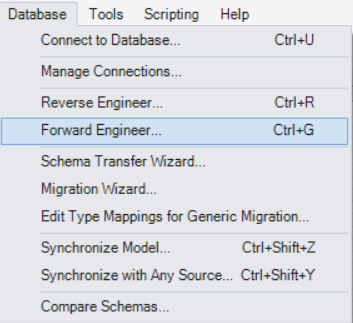 Database Tools Scripting Help
Connect to Database... Ctrl+U
Manage Connections...
Reverse Engineer... Ctrl+R
Forward Engineer... Ctrl+G
Schema Transfer Wizard...
Migration Wizard...
Edit Type Mappings for Generic Migration...
Synchronize Model... Ctrl+Shift+Z
Synchronize with Any Source... Ctrl+Shift+Y
Compare Schemas...